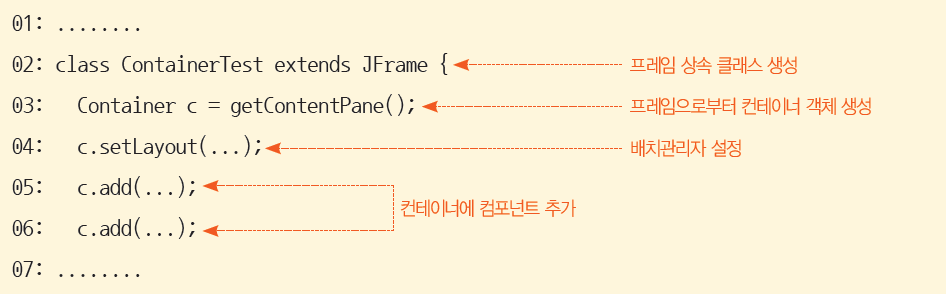 01: ........
02: class ContainerTest extends JFrame { 프레임 상속 클래스 생성
03: Container c = getContentPane(); 프레임으로부터 컨테이너 객체 생성
04: c.setLayout(...); 배치관리자 설정
05: c.add(...);
컨테이너에 컴포넌트 추가
06: c.add(...);
07: ........